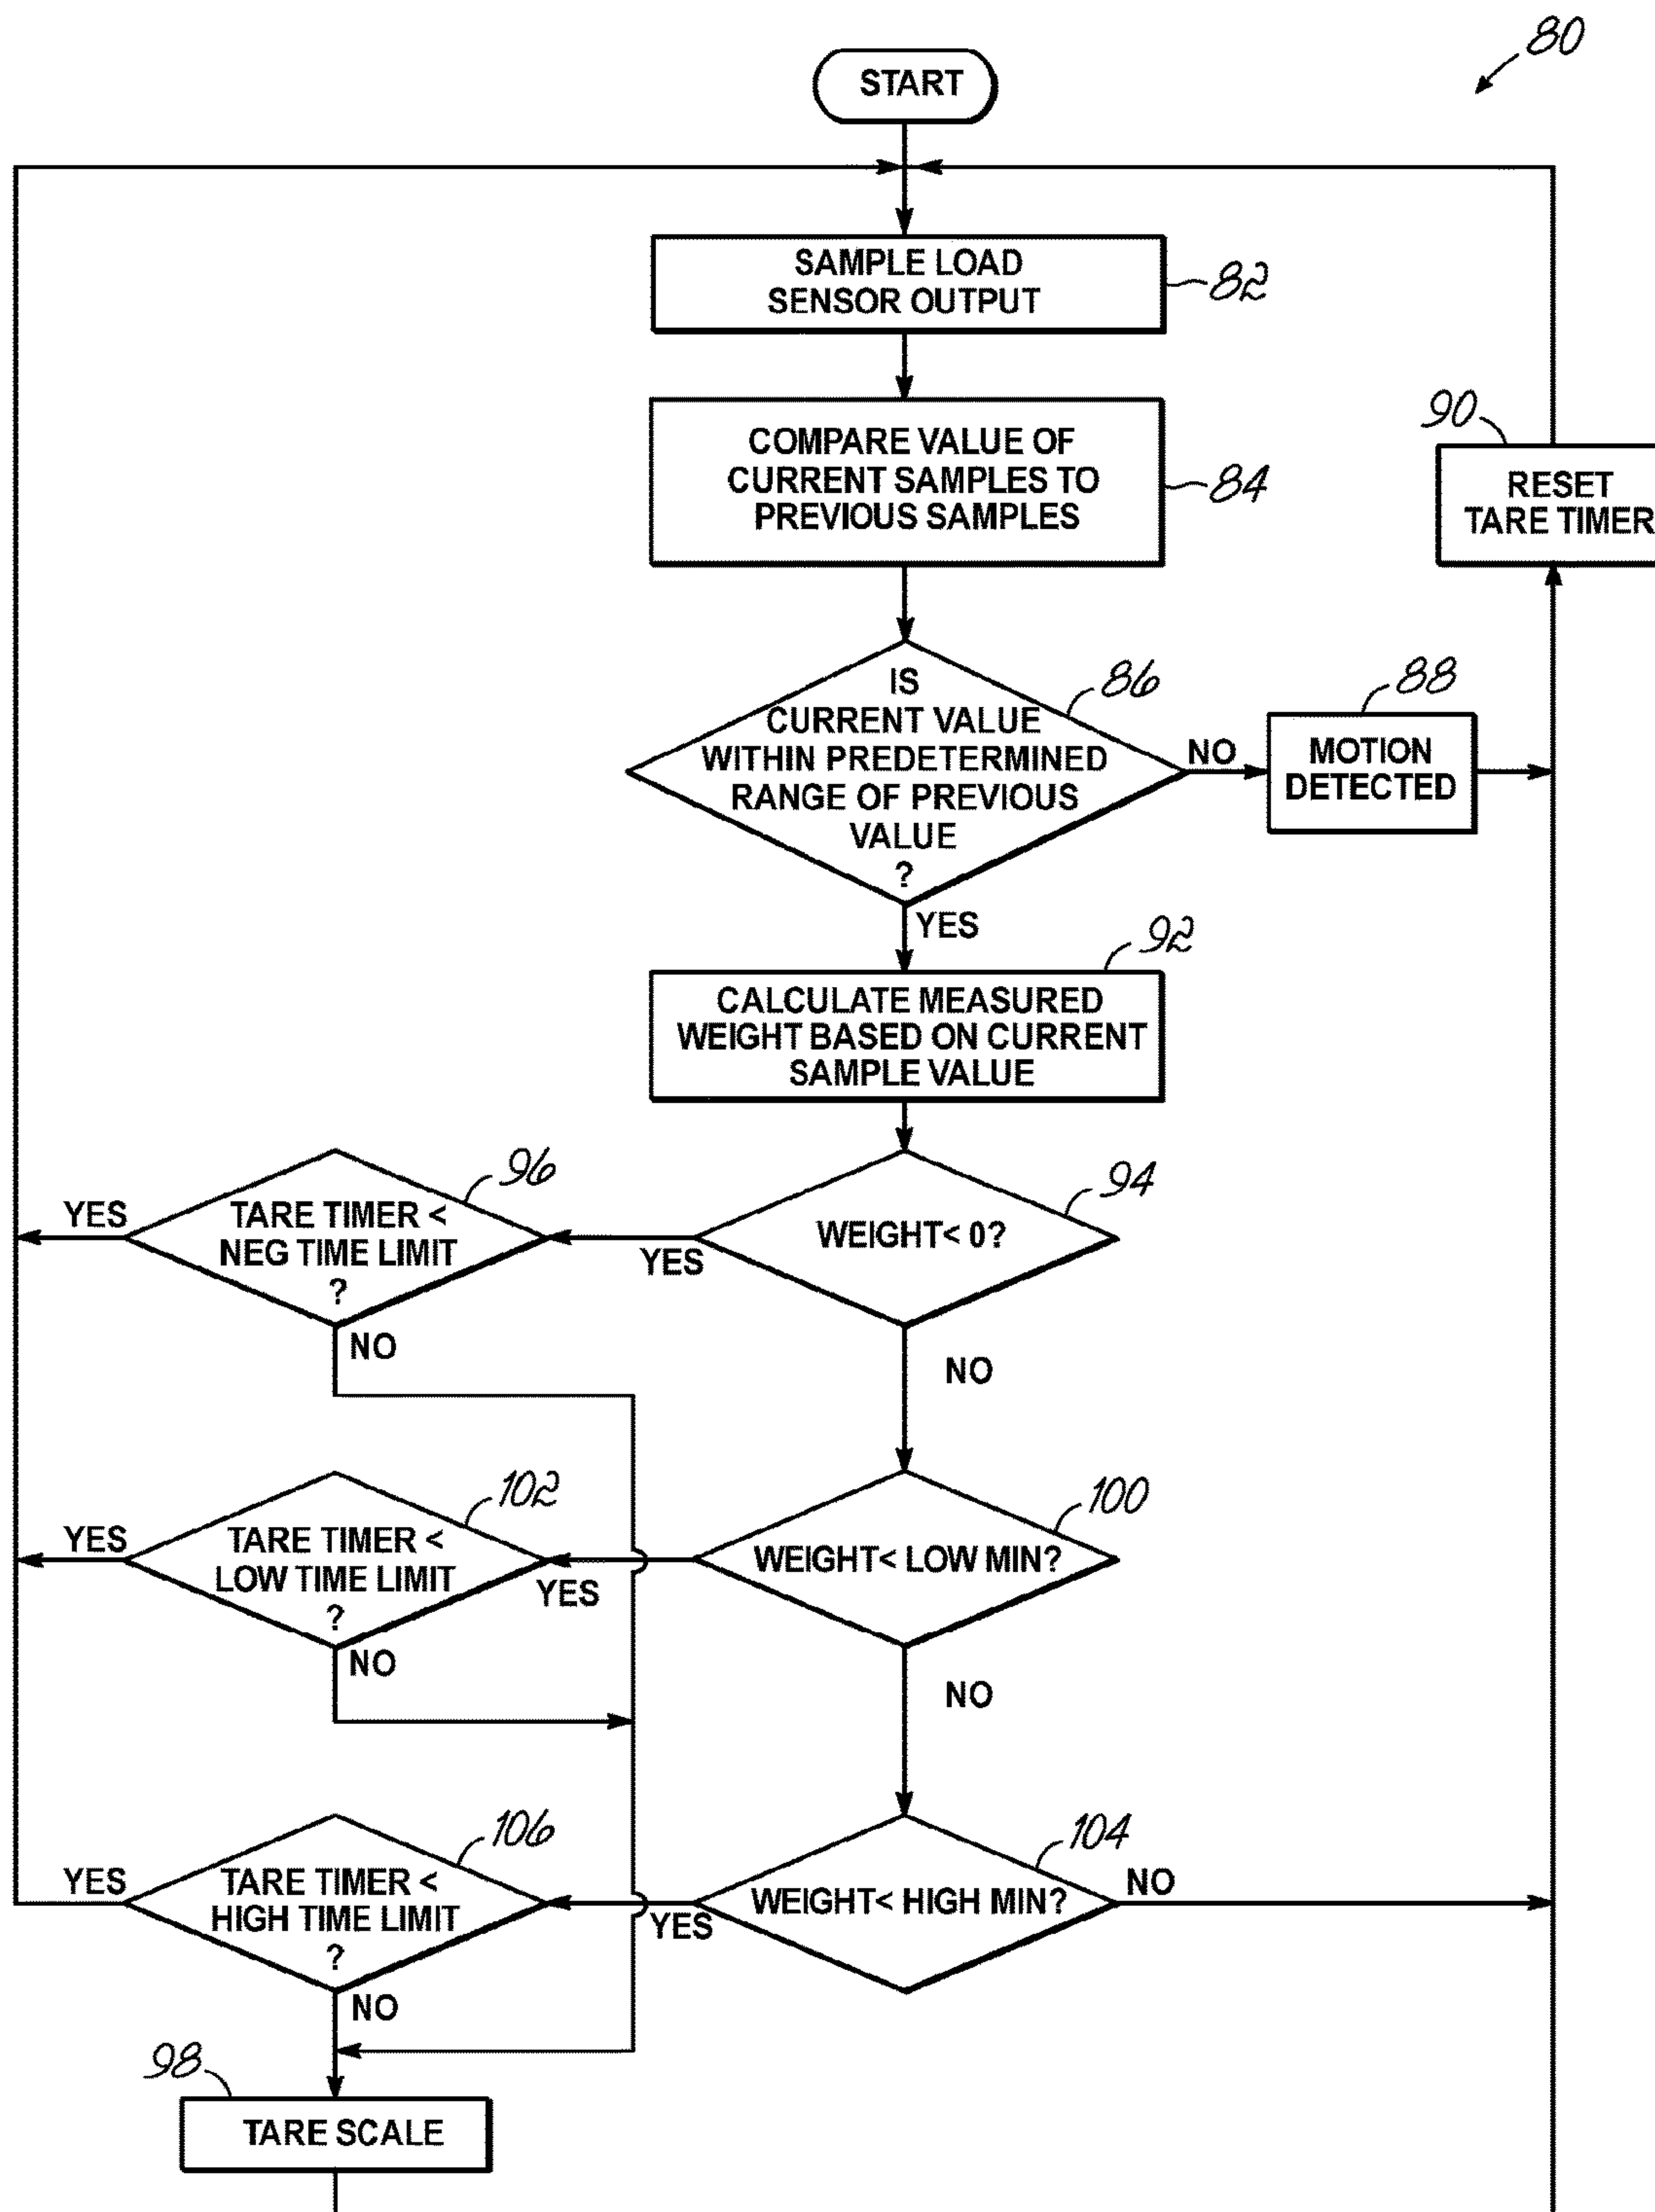 80
START
SAMPLE LOAD
SENSOR OUTPUT
82
COMPARE VALUE OF
CURRENT SAMPLES TO
PREVIOUS SAMPLES
84
90
RESET
TARE TIMER
IS
CURRENT VALUE
WITHIN PREDETERMINED
RANGE OF PREVIOUS
VALUE
?
86
NO
88
MOTION
DETECTED
YES
92
CALCULATE MEASURED
WEIGHT BASED ON CURRENT
SAMPLE VALUE
YES
TARE TIMER <
NEG TIME LIMIT
?
96
YES
WEIGHT< 0?
94
NO
NO
YES
TARE TIMER <
LOW TIME LIMIT
?
102
YES
WEIGHT< LOW MIN?
100
NO
NO
YES
TARE TIMER <
HIGH TIME LIMIT
?
106
YES
WEIGHT< HIGH MIN?
104
NO
NO
98
TARE SCALE